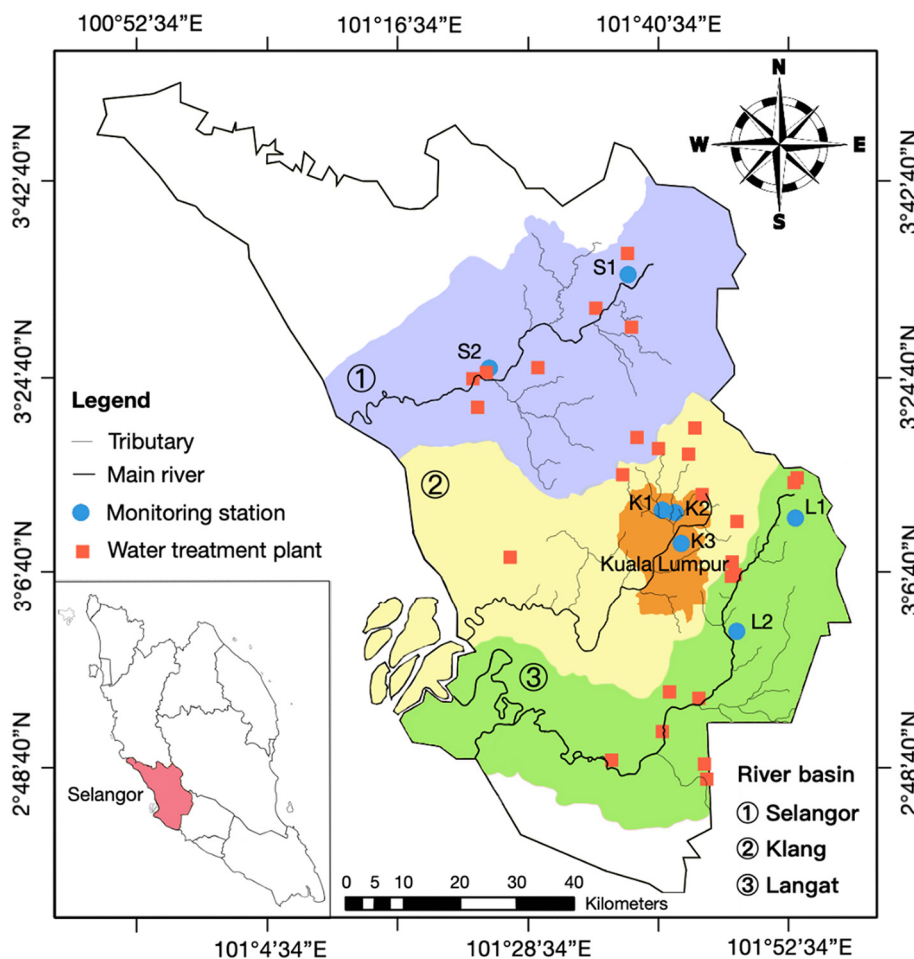 100°52′34″E
101°16′34″E
101°40′34″E
N
W
E
S
3°42′40″N
3°42′40″N
S1
S2
3°24′40″N
3°24′40″N
①
Legend
Tributary
Main river
Monitoring station
Water treatment plant
②
K1
K2
L1
K3
Kuala Lumpur
3°6′40″N
3°6′40″N
L2
③
2°48′40″N
2°48′40″N
Selangor
River basin
① Selangor
② Klang
③ Langat
0 5 10 20 30 40
Kilometers
101°4′34″E
101°28′34″E
101°52′34″E